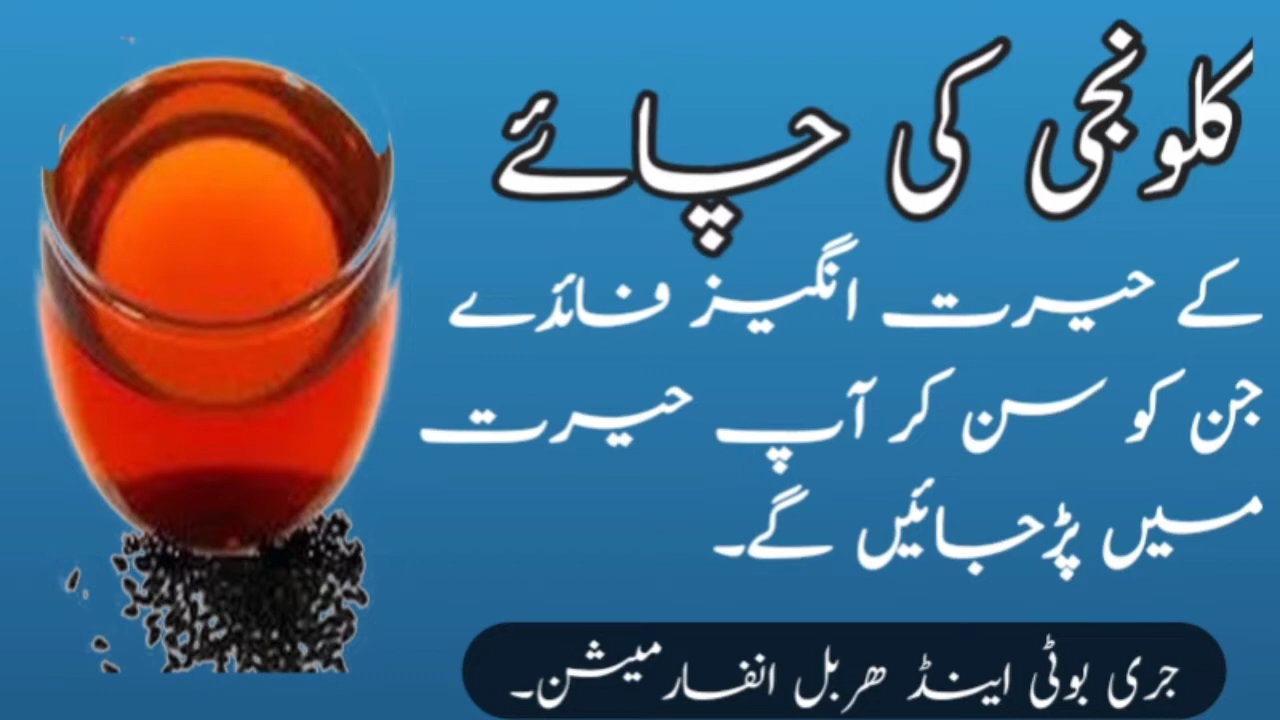 کلونجی کی چائے
کے حیرت انگیز فائدے
جن کو سن کر آپ حیرت
میں پڑجائیں گے۔
جری بوٹی اینڈ ھربل انفارمیشن۔